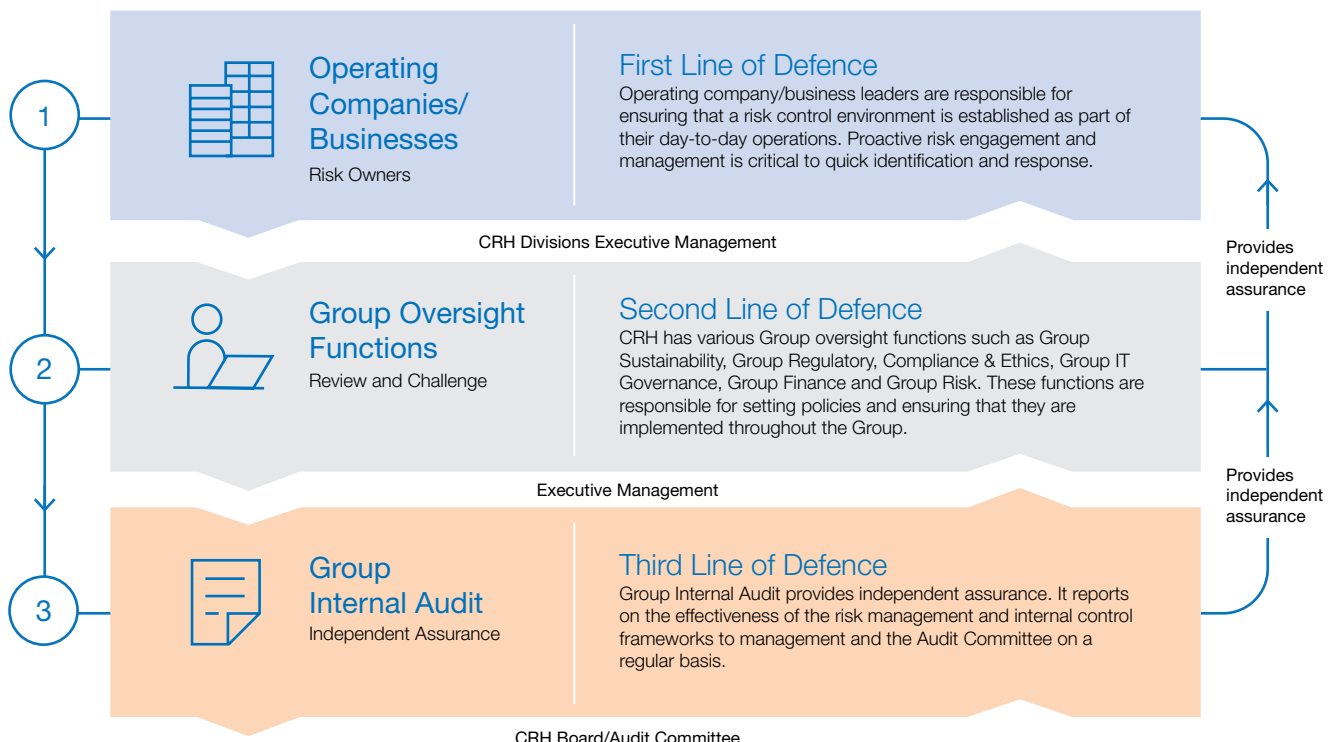 1
Operating
Companies/
Businesses
Risk Owners
First Line of Defence
Operating company/business leaders are responsible for
ensuring that a risk control environment is established as part of
their day-to-day operations. Proactive risk engagement and
management is critical to quick identification and response.
CRH Divisions Executive Management
Provides
independent
assurance
2
Group Oversight
Functions
Review and Challenge
Second Line of Defence
CRH has various Group oversight functions such as Group
Sustainability, Group Regulatory, Compliance & Ethics, Group IT
Governance, Group Finance and Group Risk. These functions are
responsible for setting policies and ensuring that they are
implemented throughout the Group.
Executive Management
Provides
independent
assurance
3
Group
Internal Audit
Independent Assurance
Third Line of Defence
Group Internal Audit provides independent assurance. It reports
on the effectiveness of the risk management and internal control
frameworks to management and the Audit Committee on a
regular basis.
CRH Board/Audit Committee